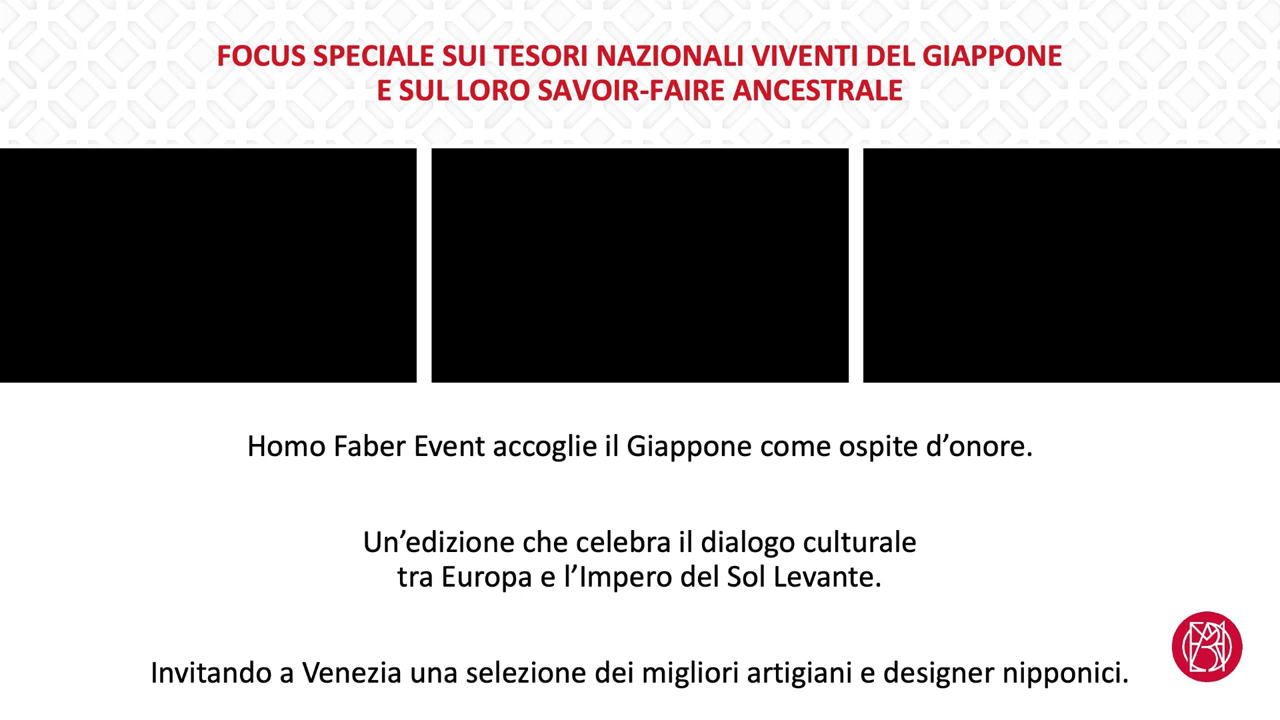 FOCUS SPECIALE SUI TESORI NAZIONALI VIVENTI DEL GIAPPONE
E SUL LORO SAVOIR-FAIRE ANCESTRALE
Homo Faber Event accoglie il Giappone come ospite d’onore.
Un’edizione che celebra il dialogo culturale
tra Europa e l’Impero del Sol Levante.
Invitando a Venezia una selezione dei migliori artigiani e designer nipponici.